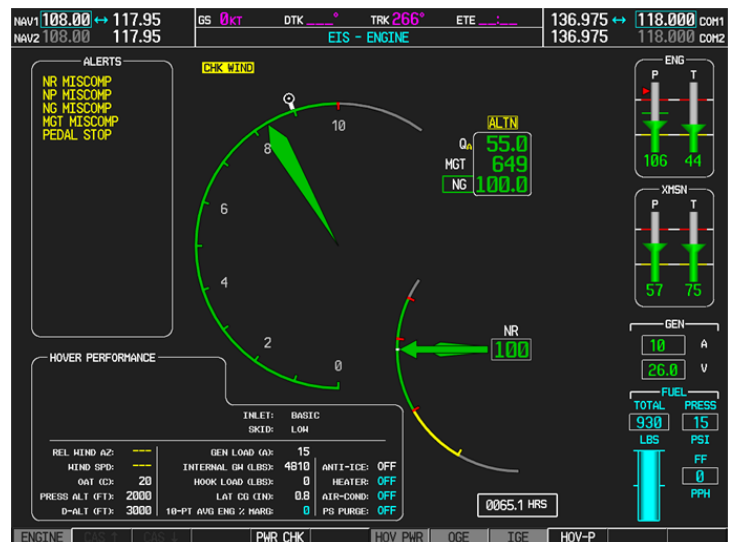 NAV1 108.00 ↔ 117.95 GS 0KT DTK ___° TRK 266° ETE __:__ 136.975 ↔ 118.000 COM1
NAV2 108.00 117.95 EIS - ENGINE 136.975 118.000 COM2
ALERTS
NR MISCOMP
NP MISCOMP
NG MISCOMP
MGT MISCOMP
PEDAL STOP
CHK WIND
10
8
6
4
2
0
ALTN
QA 55.0
MGT 649
NG 100.0
NR
100
ENG
P T
106 44
XMSN
P T
57 75
GEN
10 A
26.0 V
FUEL
TOTAL PRESS
930 15
LBS PSI
FF
0
PPH
HOVER PERFORMANCE
INLET: BASIC
SKID: LOW
REL WIND AZ: --- GEN LOAD (A): 15
WIND SPD: --- INTERNAL GW (LBS): 4810 ANTI-ICE: OFF
OAT (C): 20 HOOK LOAD (LBS): 0 HEATER: OFF
PRESS ALT (FT): 2000 LAT CG (IN): 0.8 AIR-COND: OFF
D-ALT (FT): 3000 10-PT AVG ENG % MARG: 0 PS PURGE: OFF
0065.1 HRS
ENGINE CAS ↑ CAS ↓ PWR CHK HOV PWR OGE IGE HOV-P